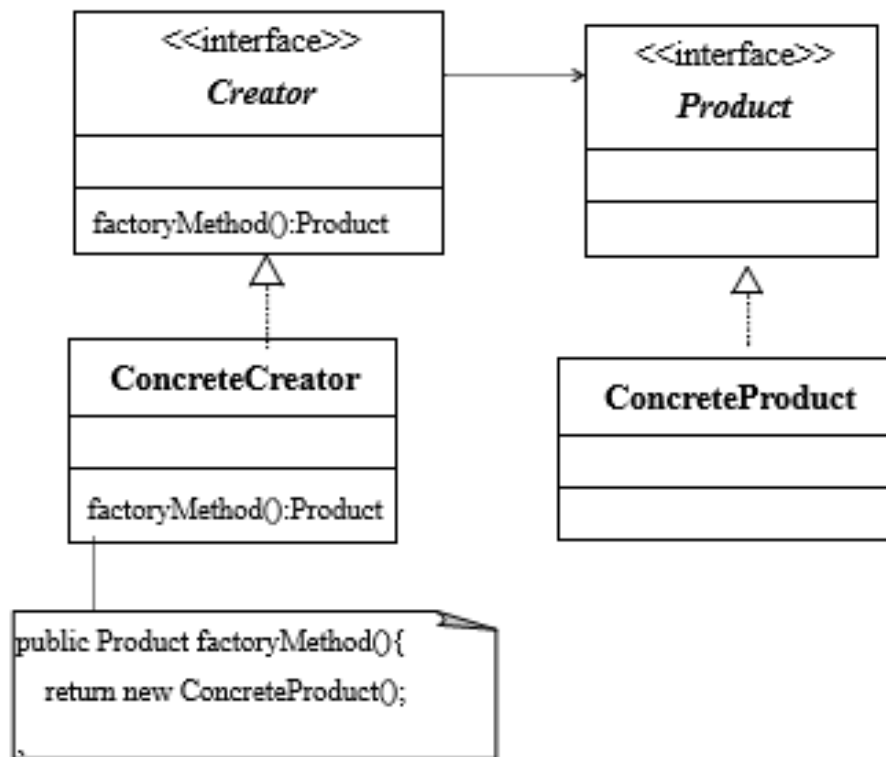 <<interface>>
Creator
factoryMethod():Product
<<interface>>
Product
ConcreteCreator
factoryMethod():Product
ConcreteProduct
public Product factoryMethod(){
return new ConcreteProduct();